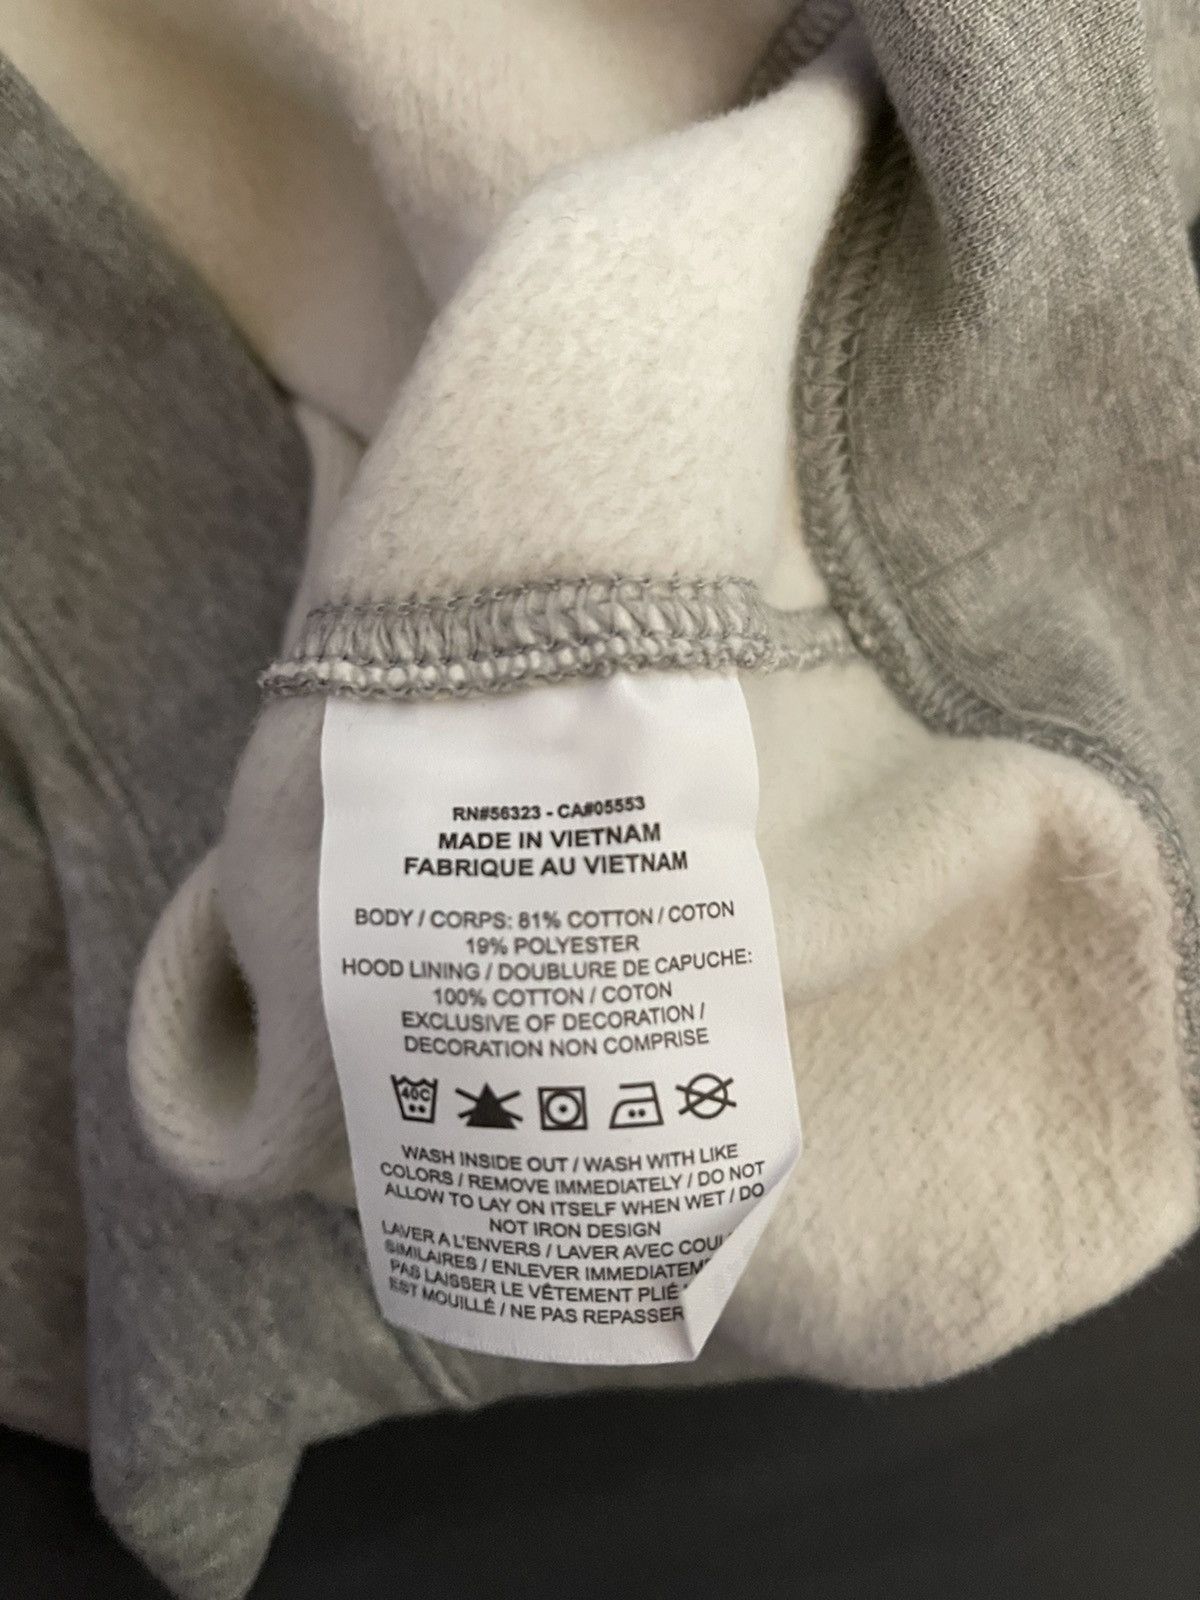 RN#56323 - CA#05553
MADE IN VIETNAM
FABRIQUE AU VIETNAM
BODY / CORPS: 81% COTTON / COTON
19% POLYESTER
HOOD LINING / DOUBLURE DE CAPUCHE:
100% COTTON / COTON
EXCLUSIVE OF DECORATION /
DECORATION NON COMPRISE
40C
WASH INSIDE OUT / WASH WITH LIKE
COLORS / REMOVE IMMEDIATELY / DO NOT
ALLOW TO LAY ON ITSELF WHEN WET / DO
NOT IRON DESIGN
LAVER A L'ENVERS / LAVER AVEC
SIMILAIRES / ENLEVER
PAS LAISSER LE VÊTEMENT PLIÉ
EST MOUILLÉ / NE PAS REPASSER